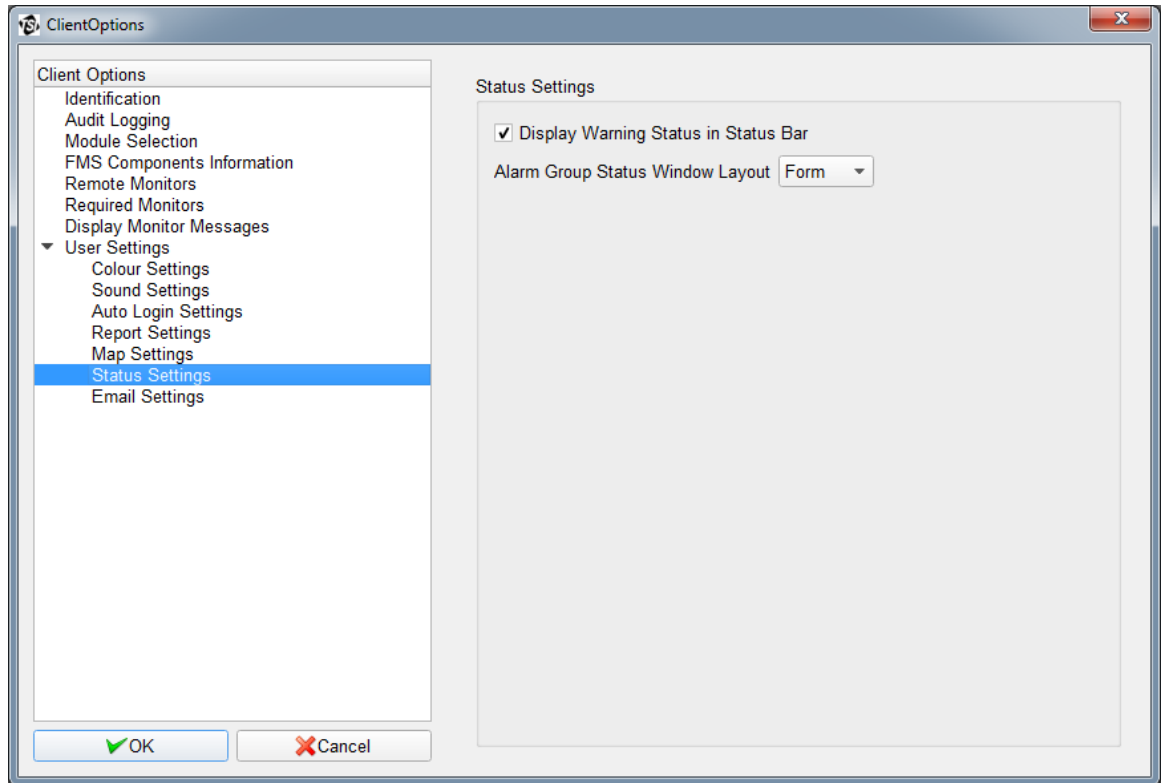 ClientOptions
Client Options
Identification
Audit Logging
Module Selection
FMS Components Information
Remote Monitors
Required Monitors
Display Monitor Messages
User Settings
Colour Settings
Sound Settings
Auto Login Settings
Report Settings
Map Settings
Status Settings
Email Settings
OK
Cancel
Status Settings
Display Warning Status in Status Bar
Alarm Group Status Window Layout Form